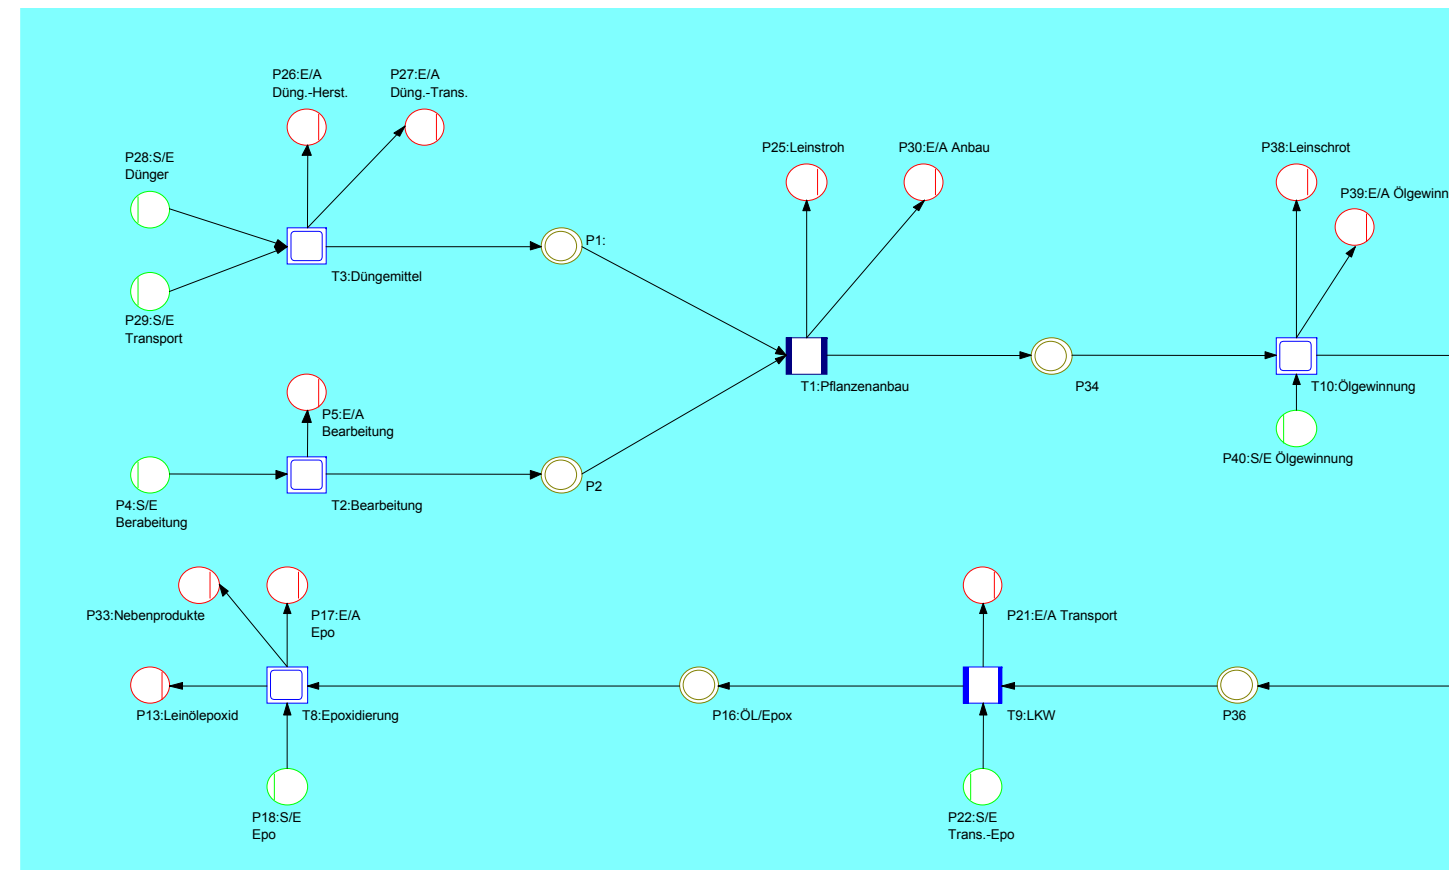 P26:E/A
Düng.-Herst.
P27:E/A
Düng.-Trans.
P28:S/E
Dünger
P25:Leinstroh
P30:E/A Anbau
P38:Leinschrot
P39:E/A Ölgewinn
P1:
T3:Düngemittel
P29:S/E
Transport
T1:Pflanzenanbau
P34
T10:Ölgewinnung
P5:E/A
Bearbeitung
P40:S/E Ölgewinnung
P4:S/E
Berabeitung
T2:Bearbeitung
P2
P33:Nebenprodukte
P17:E/A
Epo
P21:E/A Transport
P13:Leinölepoxid
T8:Epoxidierung
P16:ÖL/Epox
T9:LKW
P36
P18:S/E
Epo
P22:S/E
Trans.-Epo